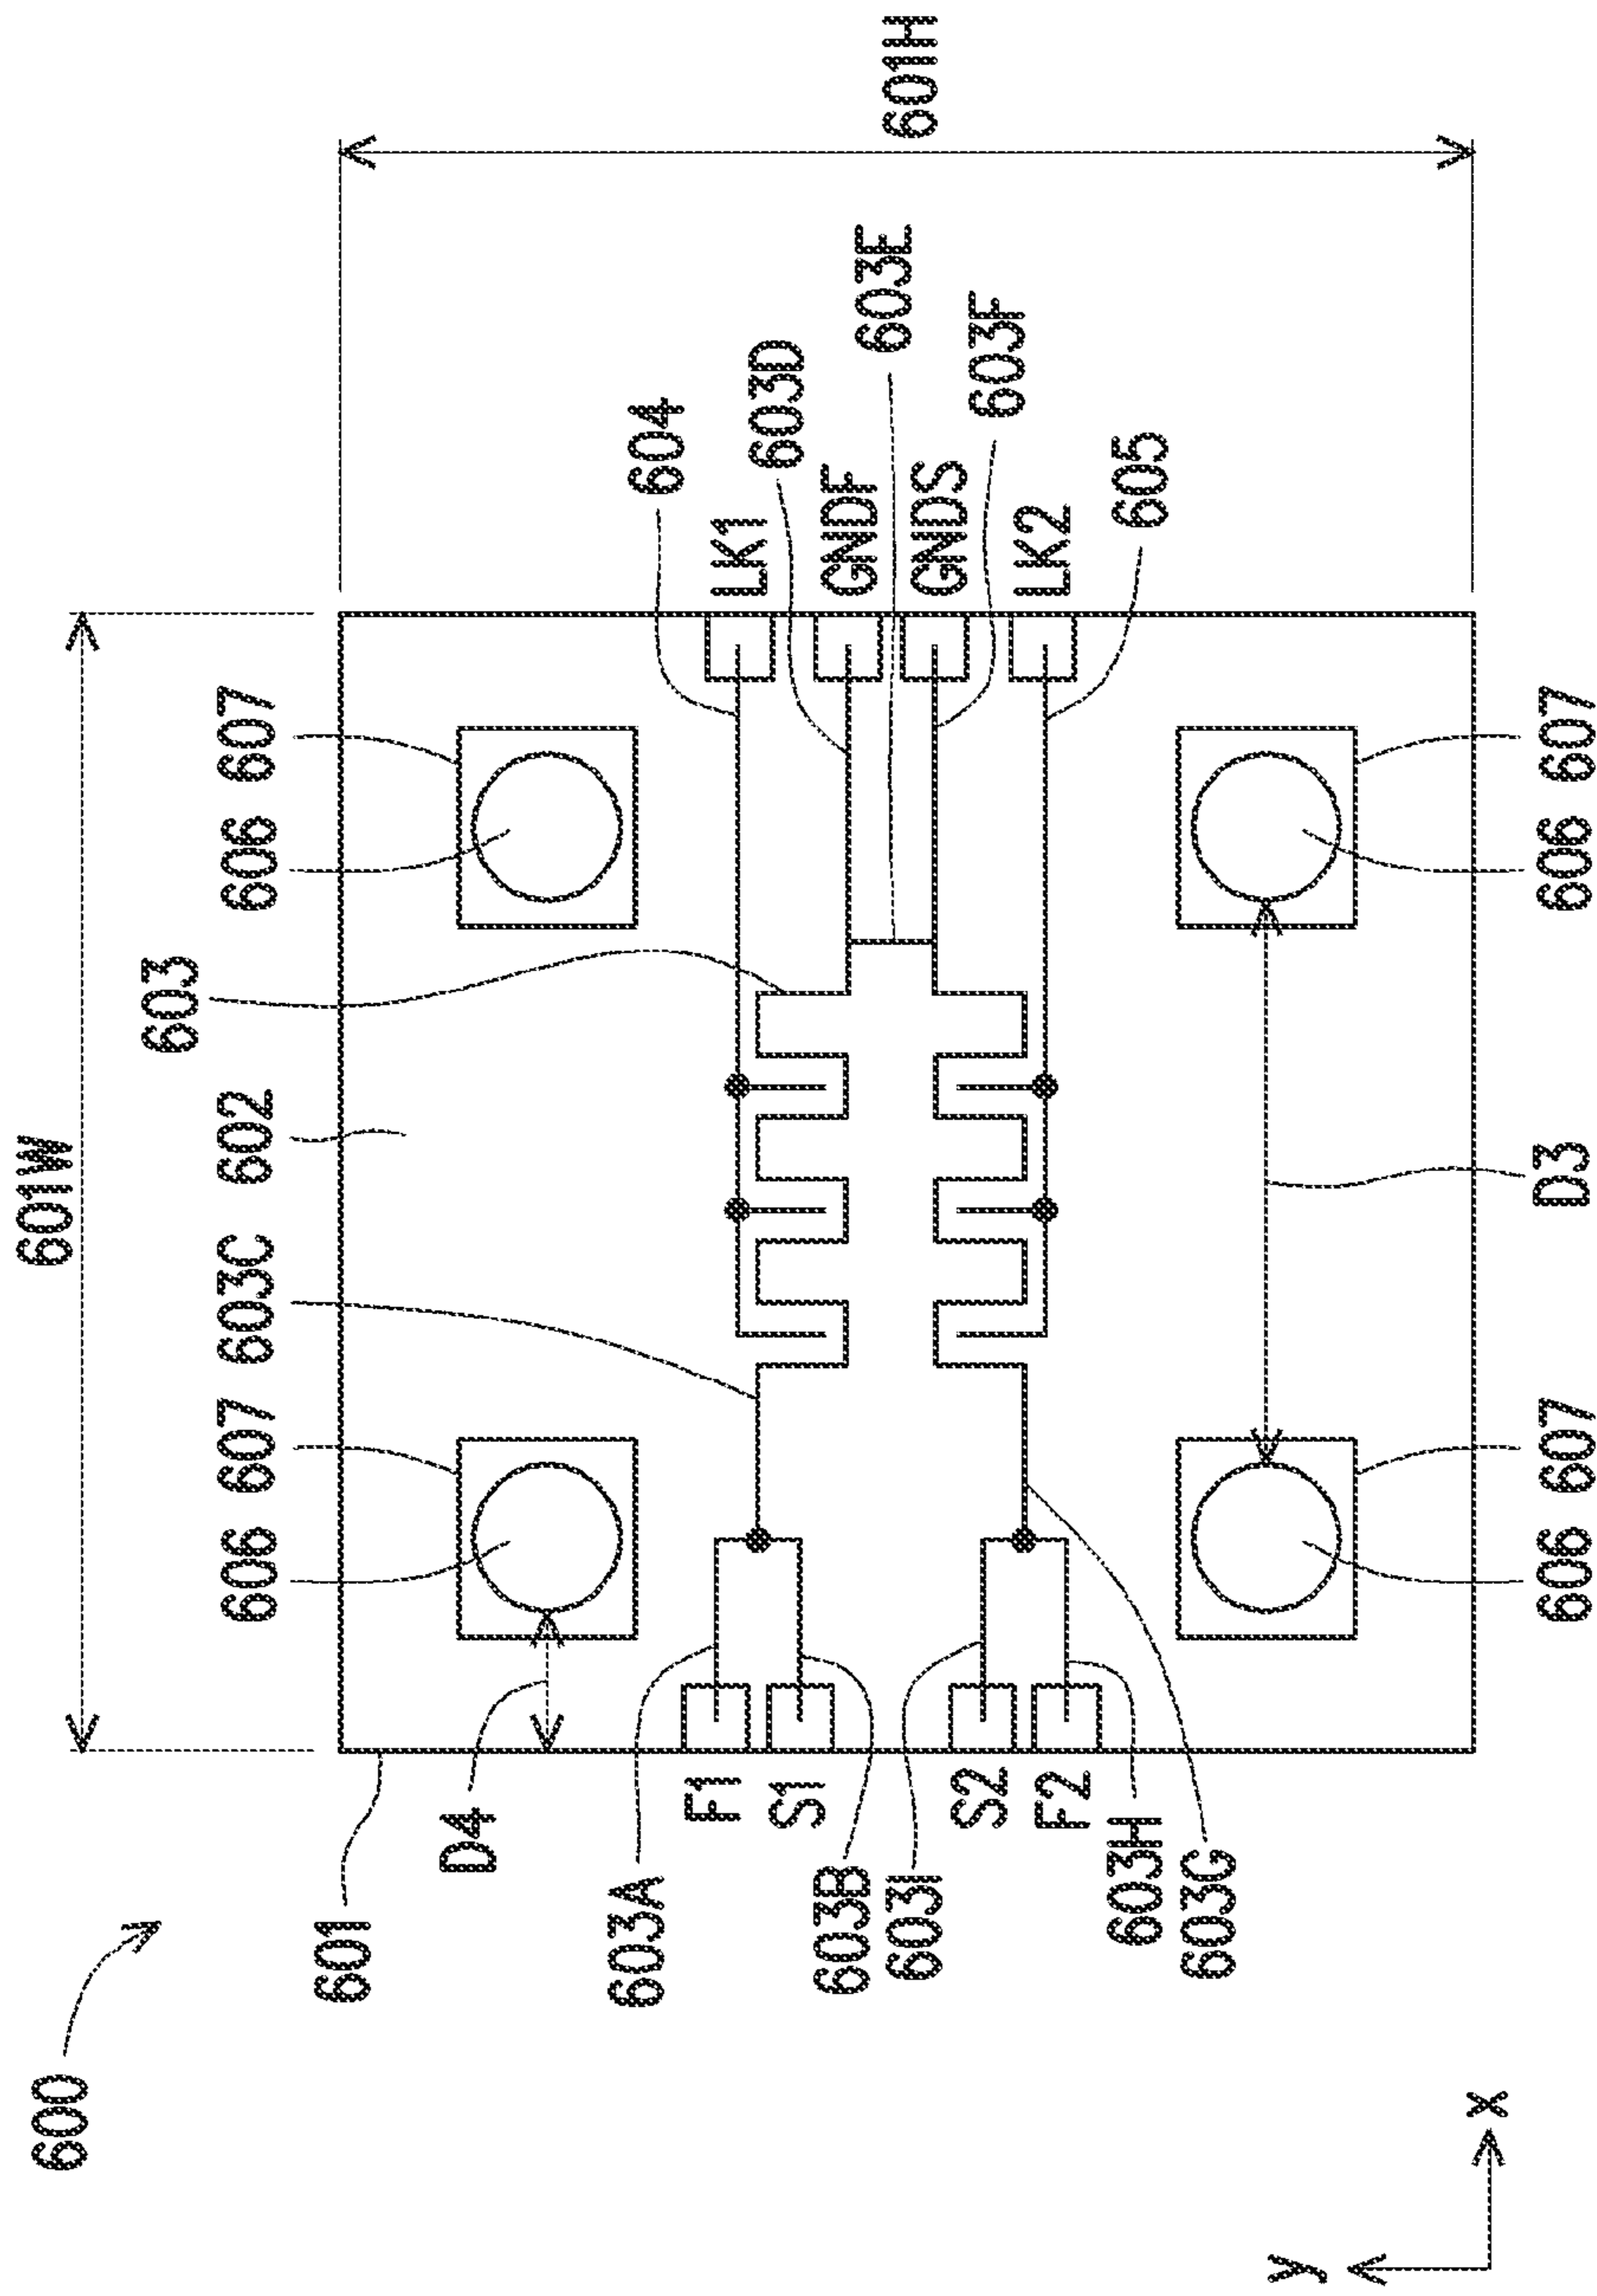 600
601W
603
606 607 603C 602 606 607
601
D4
603A
604
F1
LK1
603D
S1
603B
GNDF
603E
603I
601H
GNDS
S2
603F
LK2
F2
603H
605
603G
y
x
606 607 D3 606 607